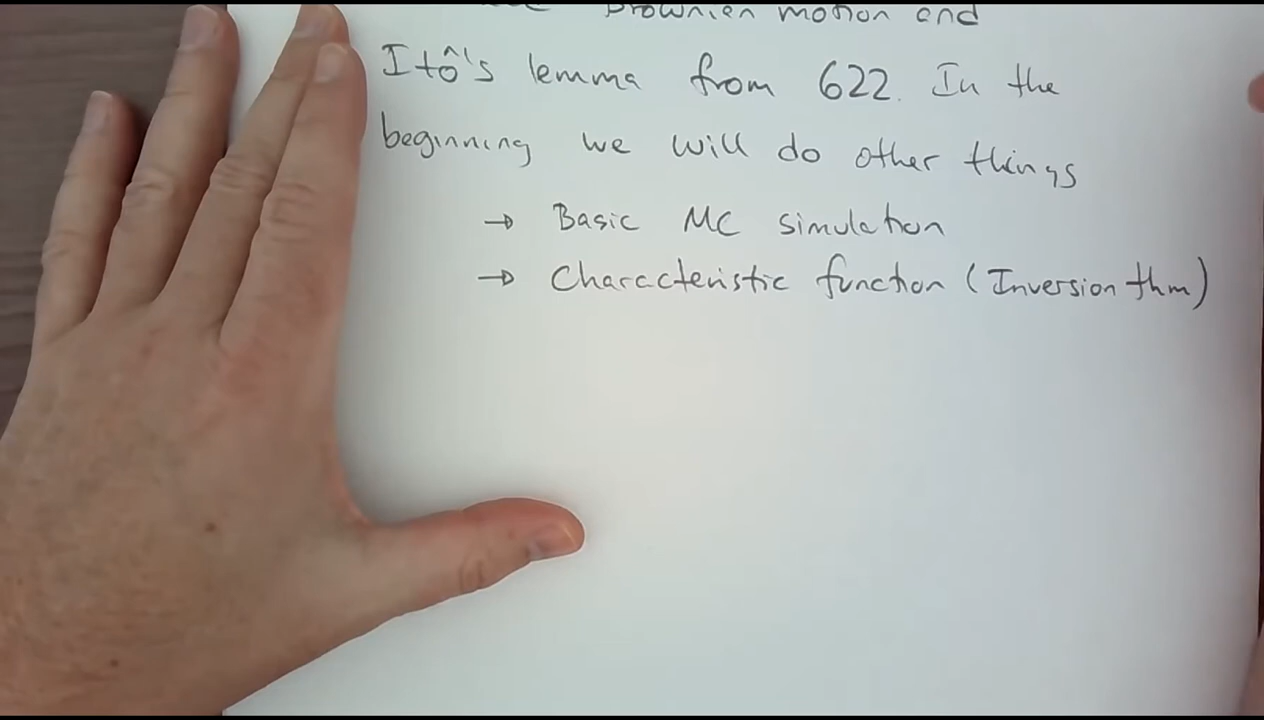 Brownian motion and
Itô's lemma from 622. In the
beginning we will do other things
→ Basic MC simulation
→ Characteristic function (Inversion thm)